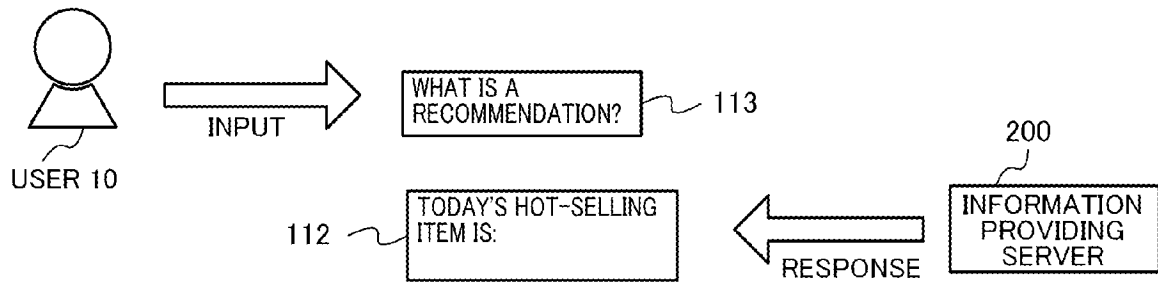 WHAT IS A
RECOMMENDATION?
113
INPUT
USER 10
200
TODAY'S HOT-SELLING
ITEM IS:
112
INFORMATION
PROVIDING
SERVER
RESPONSE